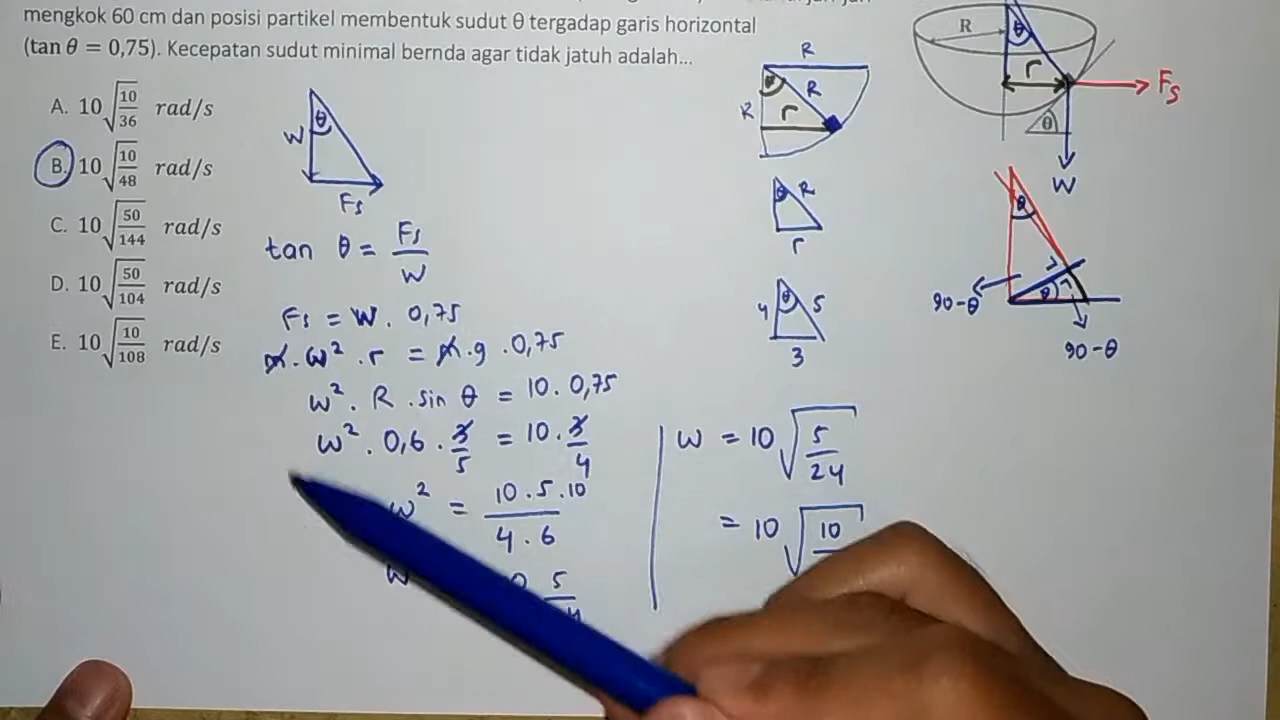 mengkok 60 cm dan posisi partikel membentuk sudut θ tergadap garis horizontal
(tan θ = 0,75). Kecepatan sudut minimal bernda agar tidak jatuh adalah...
A. 10√(10/36) rad/s
B. 10√(10/48) rad/s
C. 10√(50/144) rad/s
D. 10√(50/104) rad/s
E. 10√(10/108) rad/s
θ
W
Fs
tan θ = Fs/W
Fs = W . 0,75
m . ω² . r = m . g . 0,75
ω² . R . sin θ = 10 . 0,75
ω² . 0,6 . 3/5 = 10 . 3/4
ω² = 10 . 5 . 10 / 4 . 6
ω = 10 √(5/24)
= 10 √10
5
R
θ
R
R
r
θ
R
r
4
θ
5
3
R
θ
r
Fs
θ
W
θ
90-θ
θ
r
90-θ